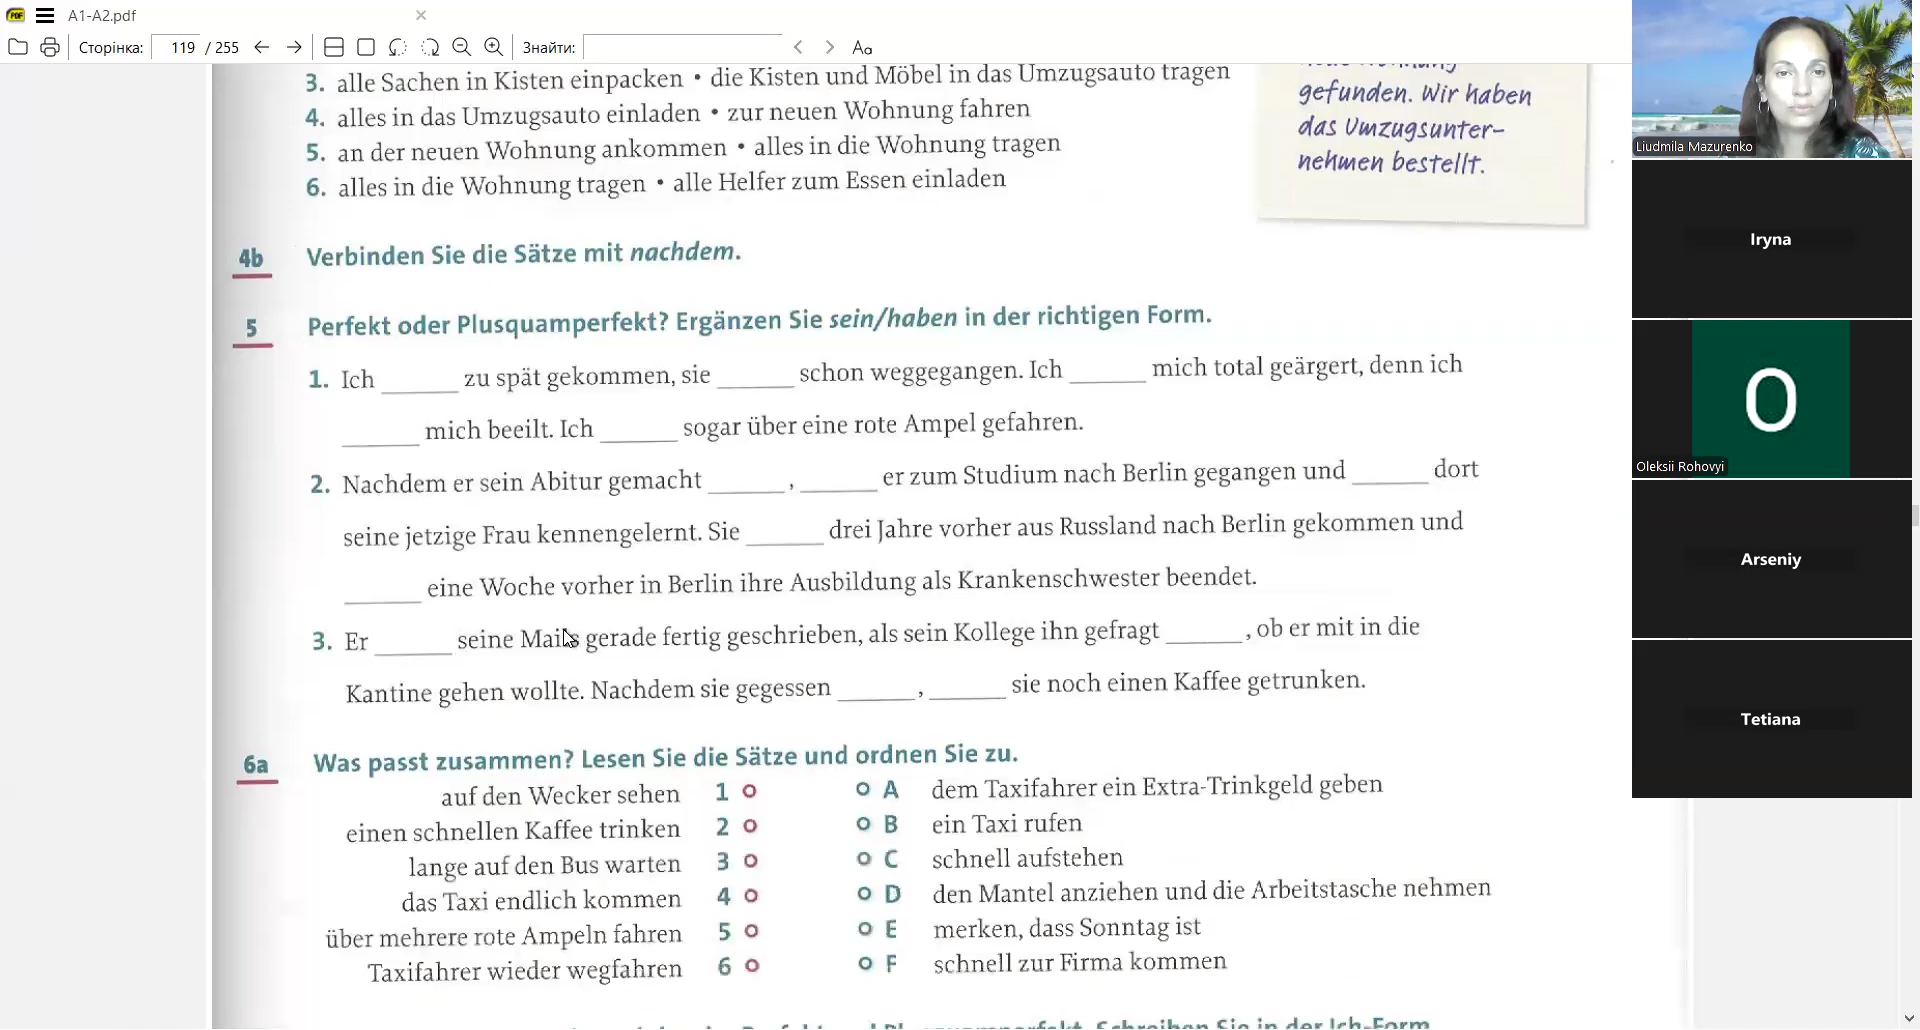 A1-A2.pdf
Сторінка: 119 / 255 Знайти: Aa
3. alle Sachen in Kisten einpacken • die Kisten und Möbel in das Umzugsauto tragen
4. alles in das Umzugsauto einladen • zur neuen Wohnung fahren
5. an der neuen Wohnung ankommen • alles in die Wohnung tragen
6. alles in die Wohnung tragen • alle Helfer zum Essen einladen
gefunden. Wir haben
das Umzugsunter-
nehmen bestellt.
4b Verbinden Sie die Sätze mit nachdem.
5 Perfekt oder Plusquamperfekt? Ergänzen Sie sein/haben in der richtigen Form.
1. Ich ______ zu spät gekommen, sie ______ schon weggegangen. Ich ______ mich total geärgert, denn ich
______ mich beeilt. Ich ______ sogar über eine rote Ampel gefahren.
2. Nachdem er sein Abitur gemacht ______, ______ er zum Studium nach Berlin gegangen und ______ dort
seine jetzige Frau kennengelernt. Sie ______ drei Jahre vorher aus Russland nach Berlin gekommen und
______ eine Woche vorher in Berlin ihre Ausbildung als Krankenschwester beendet.
3. Er ______ seine Mails gerade fertig geschrieben, als sein Kollege ihn gefragt ______, ob er mit in die
Kantine gehen wollte. Nachdem sie gegessen ______, ______ sie noch einen Kaffee getrunken.
6a Was passt zusammen? Lesen Sie die Sätze und ordnen Sie zu.
auf den Wecker sehen 1 o o A dem Taxifahrer ein Extra-Trinkgeld geben
einen schnellen Kaffee trinken 2 o o B ein Taxi rufen
lange auf den Bus warten 3 o o C schnell aufstehen
das Taxi endlich kommen 4 o o D den Mantel anziehen und die Arbeitstasche nehmen
über mehrere rote Ampeln fahren 5 o o E merken, dass Sonntag ist
Taxifahrer wieder wegfahren 6 o o F schnell zur Firma kommen
Schreiben Sie in der Ich-Form
Liudmila Mazurenko
Iryna
O
Oleksii Rohovyi
Arseniy
Tetiana